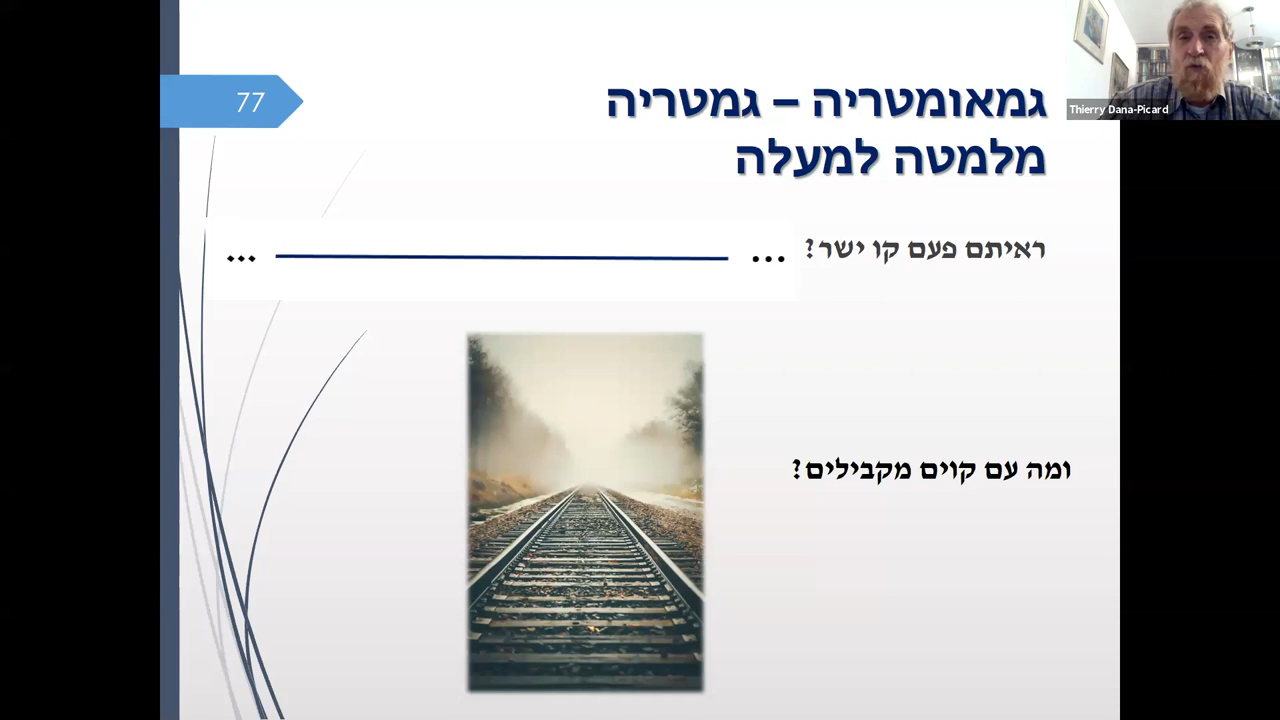 77
גמאומטריה – גמטריה
מלמטה למעלה
ראיתם פעם קו ישר?
... ...
ומה עם קוים מקבילים?
Thierry Dana-Picard